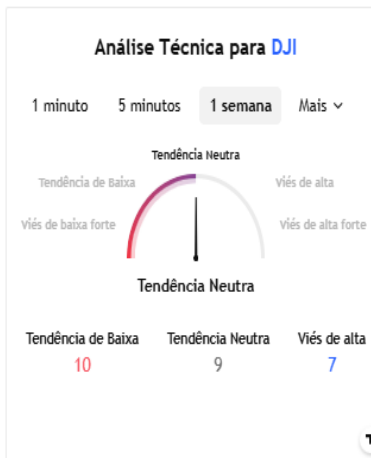 Análise Técnica para DJI
1 minuto 5 minutos 1 semana Mais
Tendência Neutra
Tendência de Baixa Viés de alta
Viés de baixa forte Viés de alta forte
Tendência Neutra
Tendência de Baixa Tendência Neutra Viés de alta
10 9 7